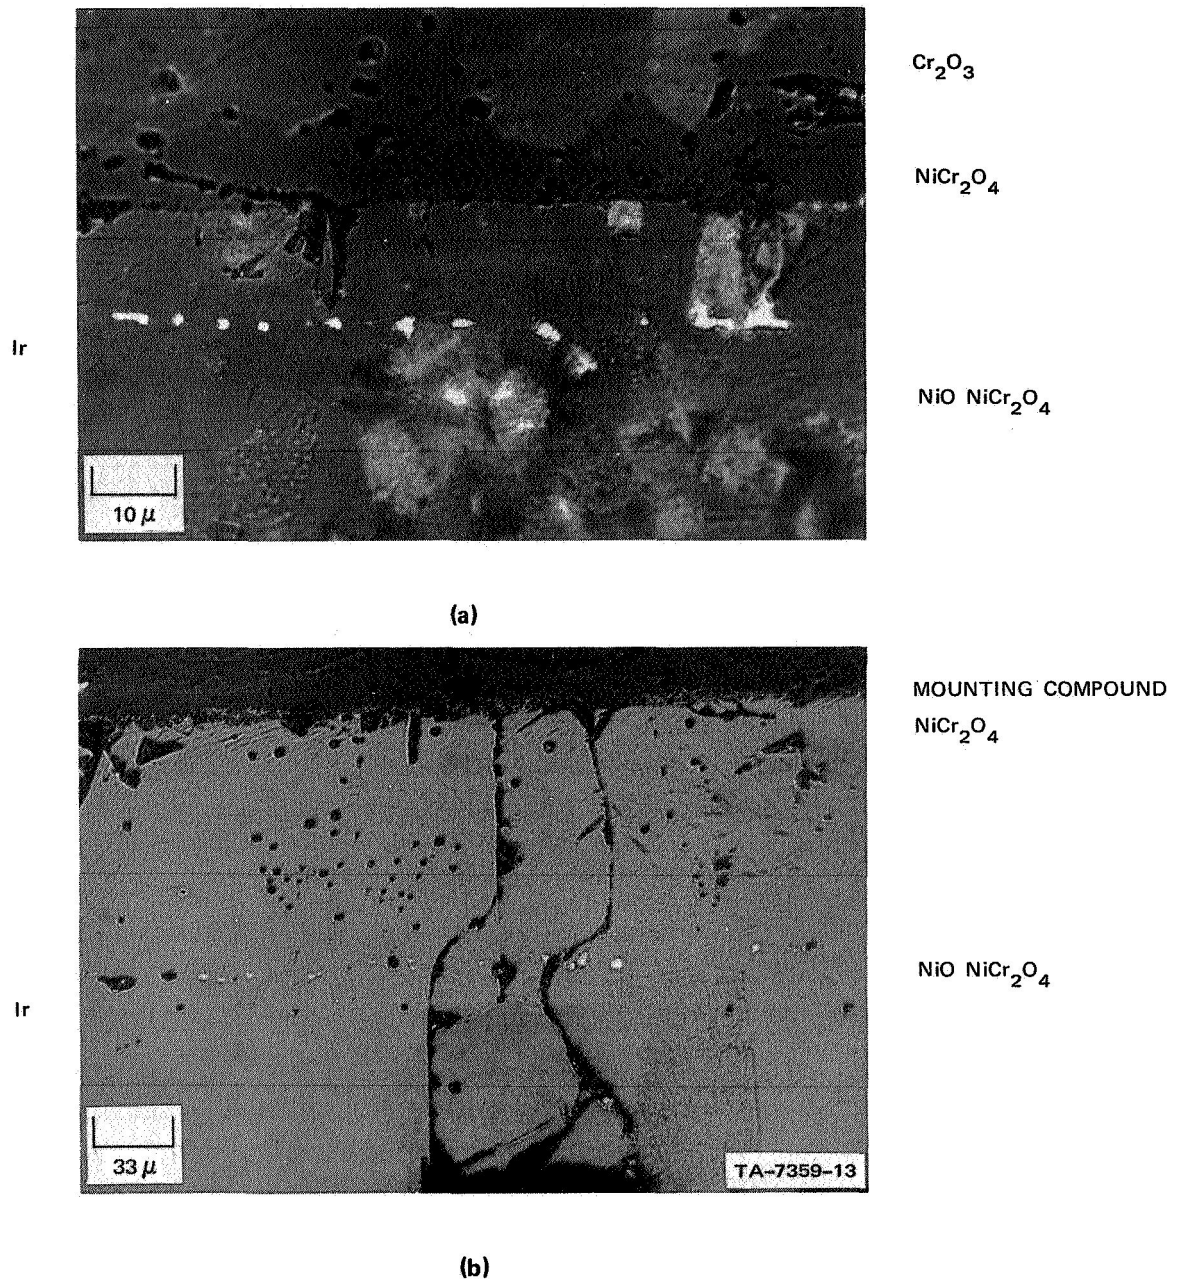 Cr₂O₃
NiCr₂O₄
Ir
NiO NiCr₂O₄
10 μ
(a)
MOUNTING COMPOUND
NiCr₂O₄
NiO NiCr₂O₄
Ir
33 μ
TA-7359-13
(b)